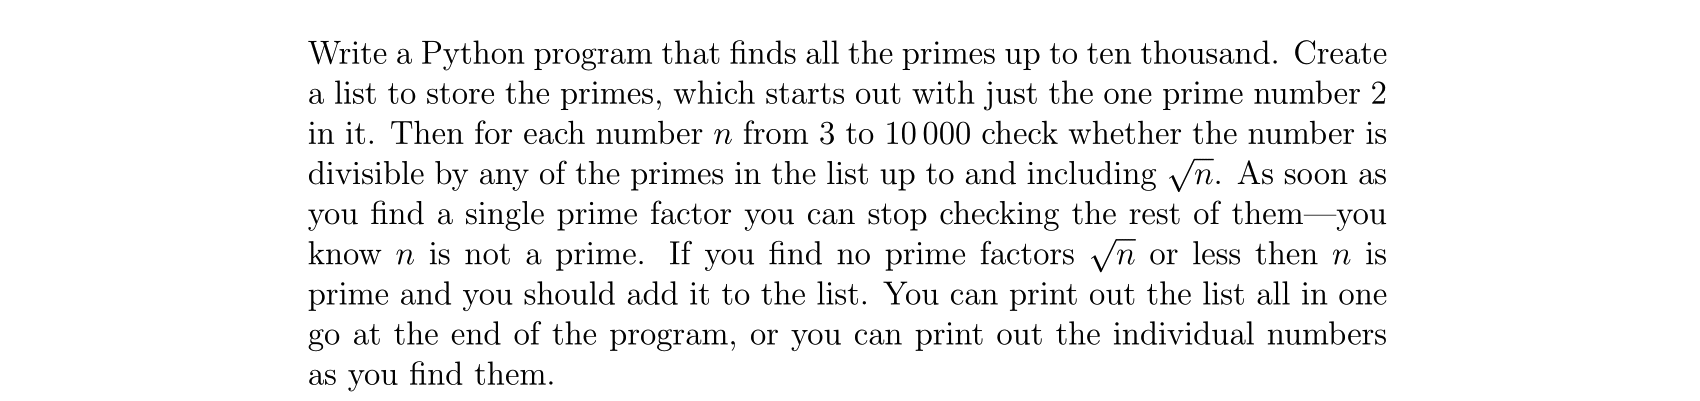 Write a Python program that finds all the primes up to ten thousand. Create
a list to store the primes, which starts out with just the one prime number 2
in it. Then for each number n from 3 to 10 000 check whether the number is
divisible by any of the primes in the list up to and including √n. As soon as
you find a single prime factor you can stop checking the rest of them—you
know n is not a prime. If you find no prime factors √n or less then n is
prime and you should add it to the list. You can print out the list all in one
go at the end of the program, or you can print out the individual numbers
as you find them.